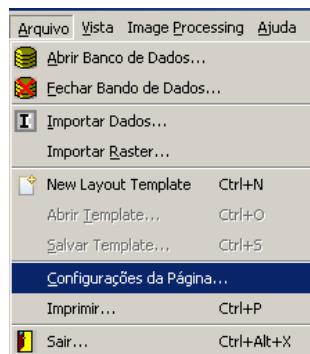 Arquivo Vista Image Processing Ajuda
Abrir Banco de Dados...
Fechar Bando de Dados...
Importar Dados...
Importar Raster...
New Layout Template Ctrl+N
Abrir Template... Ctrl+O
Salvar Template... Ctrl+S
Configurações da Página...
Imprimir... Ctrl+P
Sair... Ctrl+Alt+X